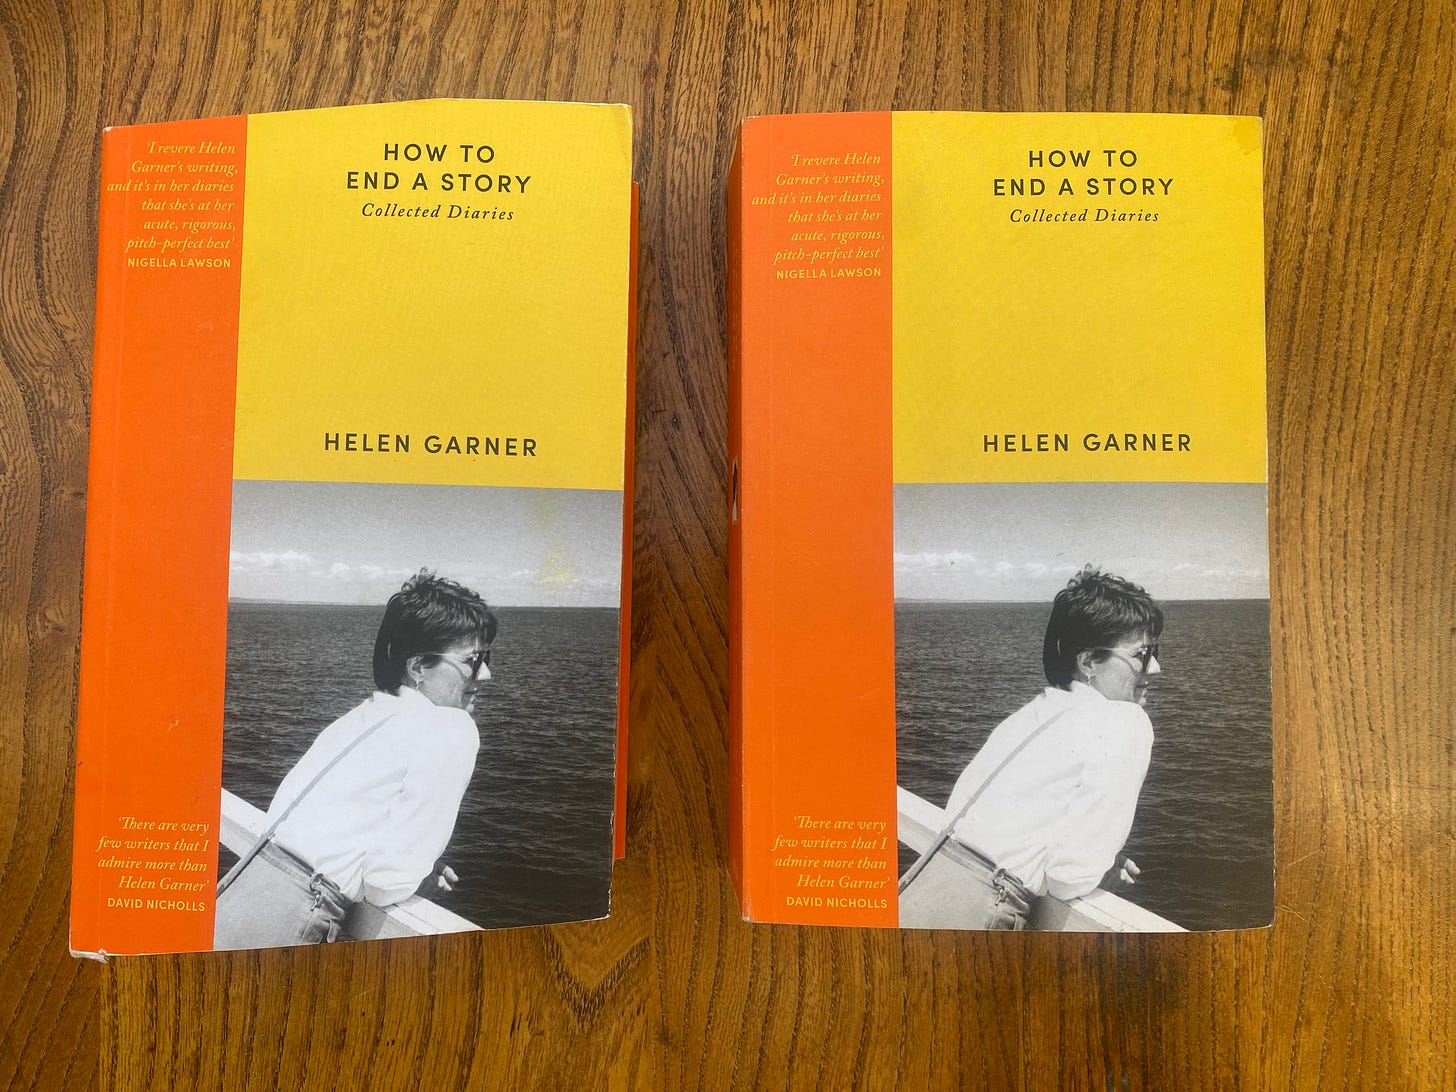 'I revere Helen
Garner's writing,
and it's in her diaries
that she's at her
acute, rigorous,
pitch-perfect best'
NIGELLA LAWSON
HOW TO
END A STORY
Collected Diaries
HELEN GARNER
'There are very
few writers that I
admire more than
Helen Garner'
DAVID NICHOLLS
'I revere Helen
Garner's writing,
and it's in her diaries
that she's at her
acute, rigorous,
pitch-perfect best'
NIGELLA LAWSON
HOW TO
END A STORY
Collected Diaries
HELEN GARNER
'There are very
few writers that I
admire more than
Helen Garner'
DAVID NICHOLLS